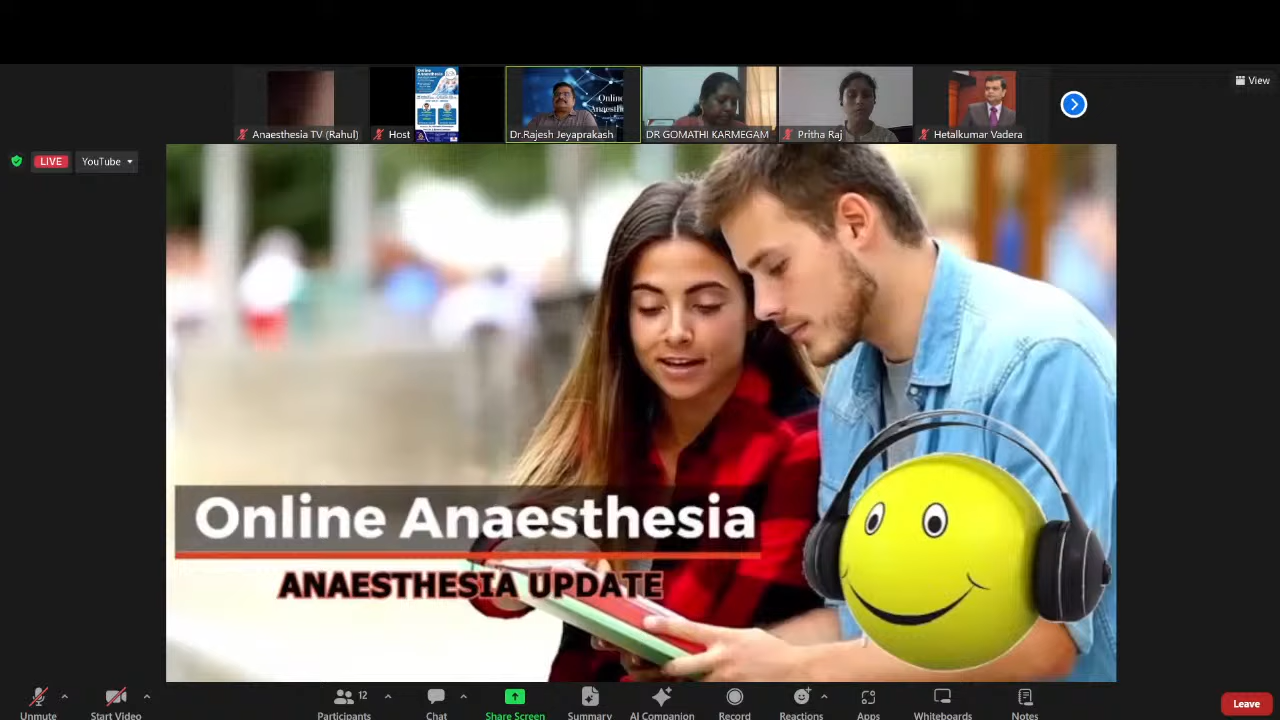 View
Anaesthesia TV (Rahul)
Host
Dr.Rajesh Jeyaprakash
DR GOMATHI KARMEGAM
Pritha Raj
Hetalkumar Vadera
LIVE
YouTube
Online Anaesthesia
ANAESTHESIA UPDATE
Unmute
Start Video
Participants
12
Chat
Share Screen
Summary
AI Companion
Record
Reactions
Apps
Whiteboards
Notes
Leave